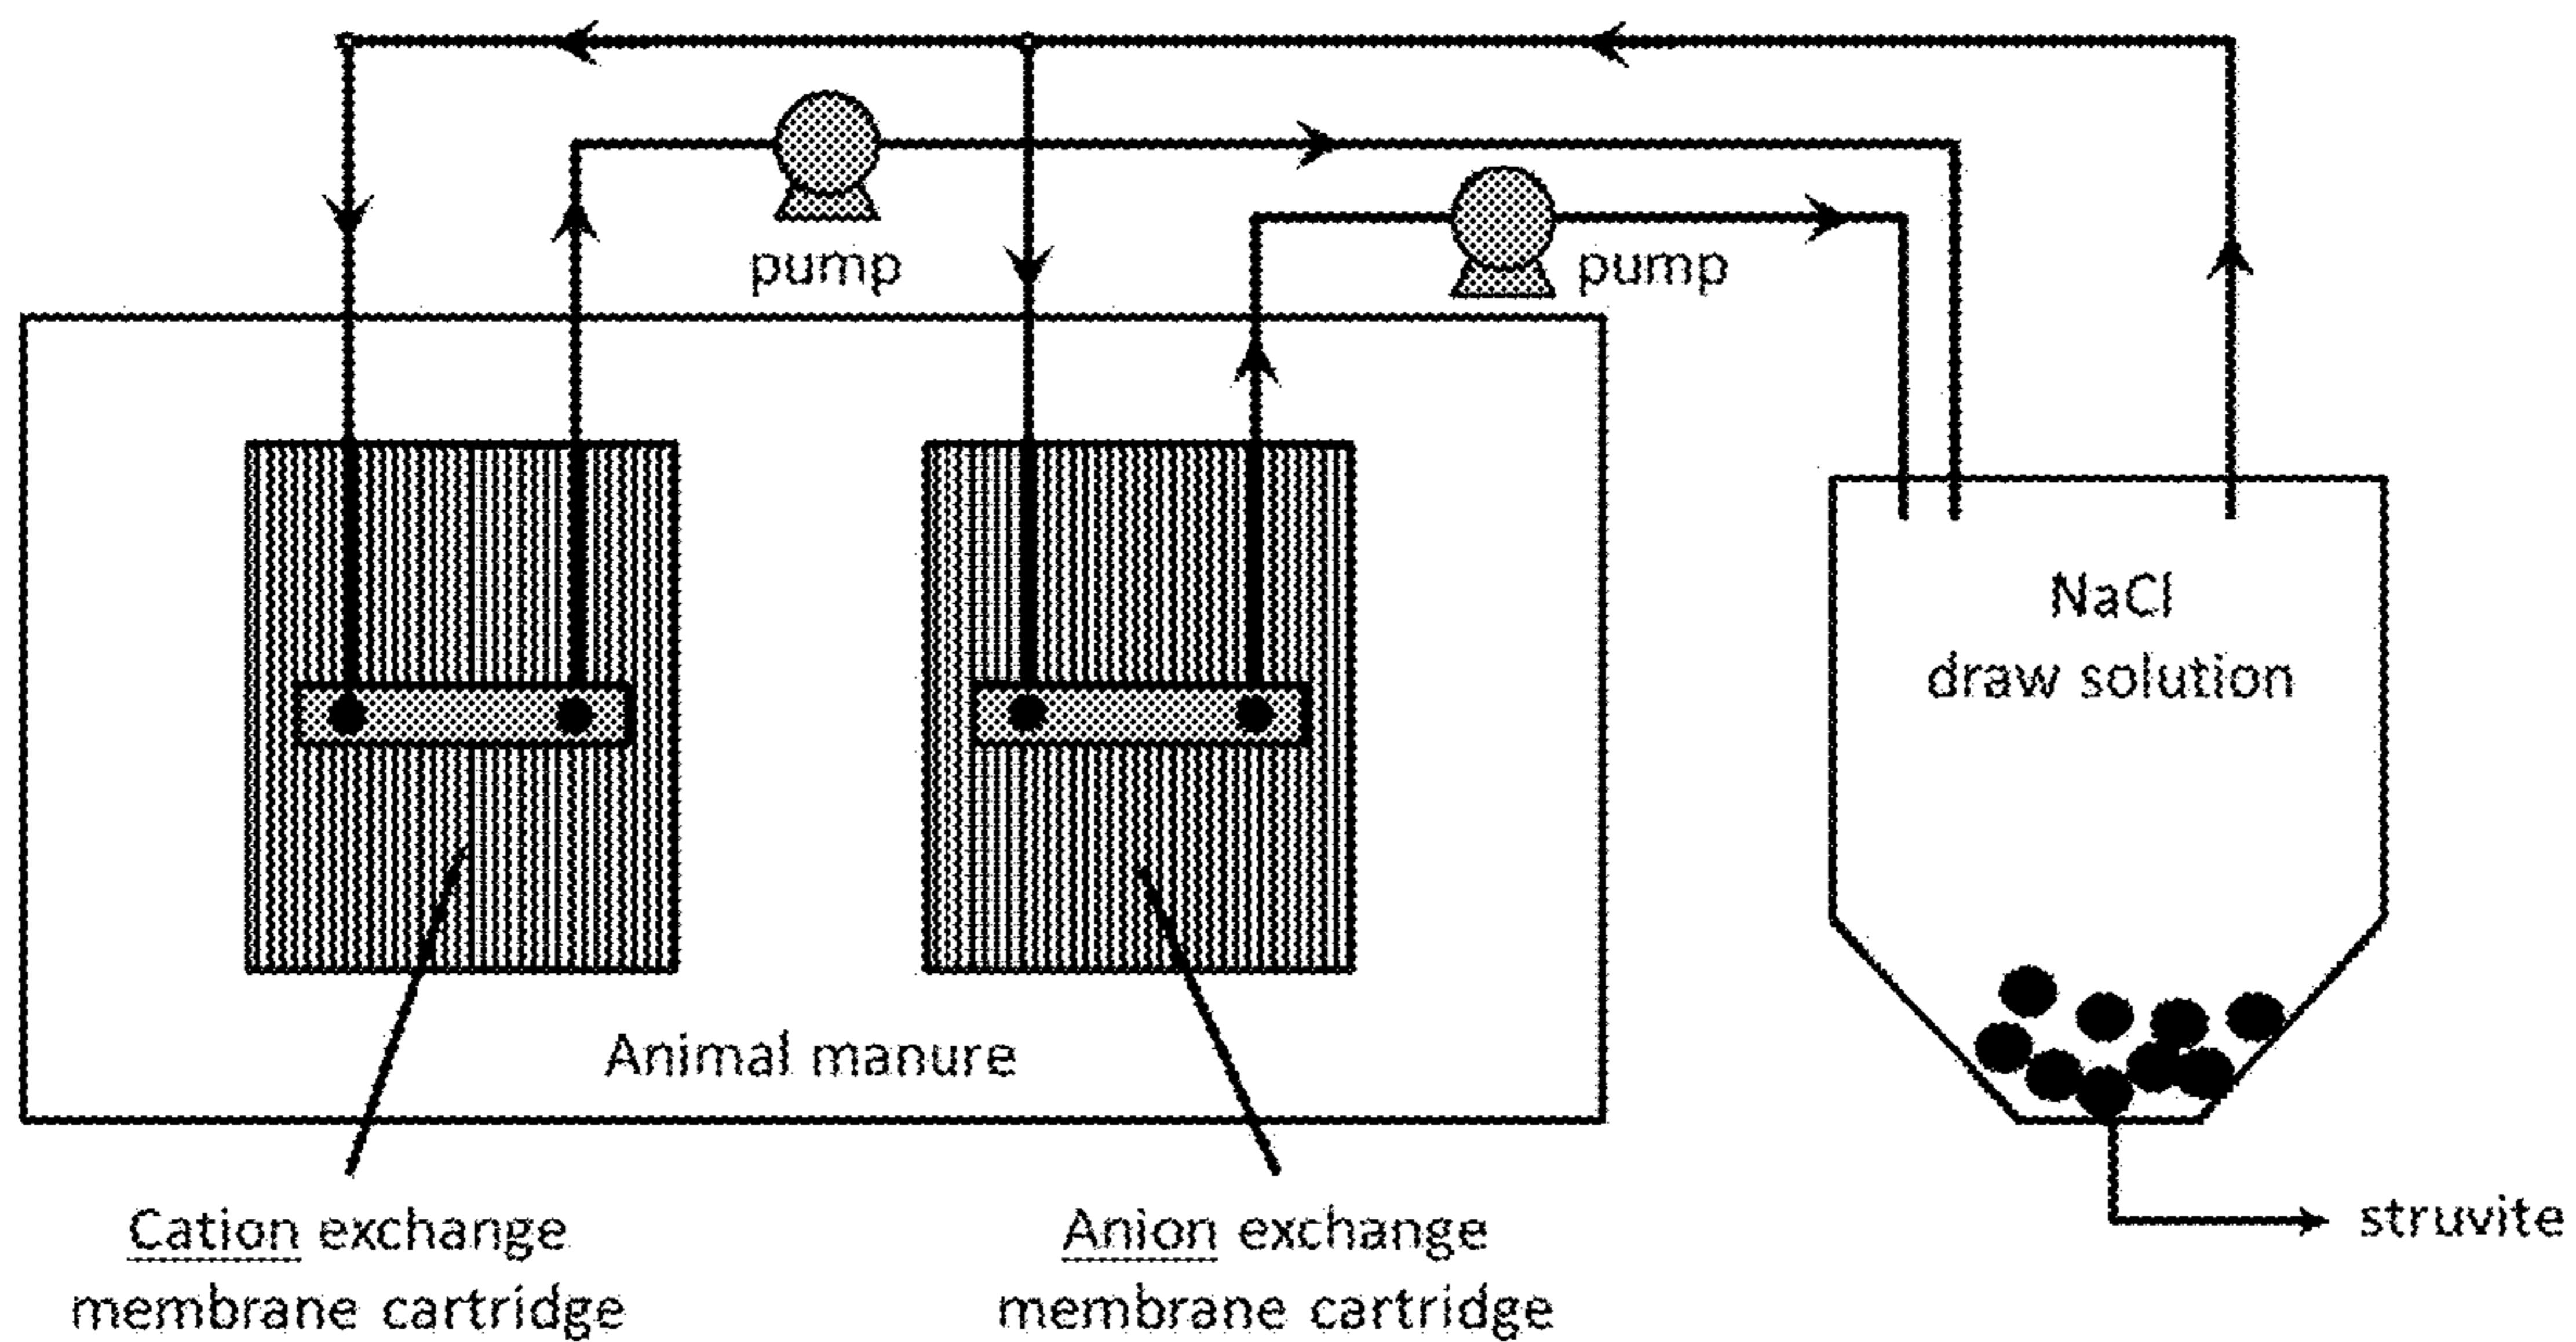 pump
pump
NaCl
draw solution
Animal manure
Cation exchange
membrane cartridge
Anion exchange
membrane cartridge
struvite